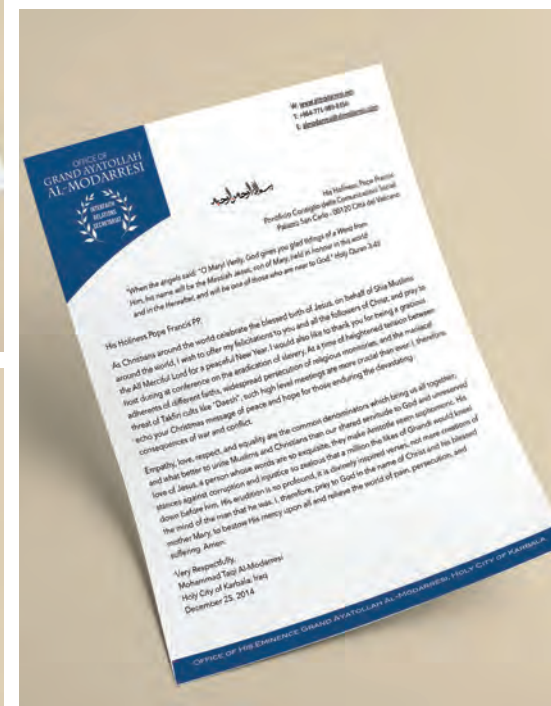 OFFICE OF
GRAND AYATOLLAH
AL-MODARRESI
INTERFAITH
RELATIONS
SECRETARIAT
W: www.almodarresi.com
E: almodarresi@almodarresi.com
His Holiness, Pope Francis
Pontificio Consiglio delle Comunicazioni Sociali
Palazzo San Carlo - 00120 Città del Vaticano
"When the angels said: "O Mary! Verily, God gives you glad tidings of a Word from
Him, his name will be the Messiah Jesus, son of Mary, held in honour in this world
and in the Hereafter, and will be one of those who are near to God." Holy Quran 3:45
His Holiness Pope Francis PP.
As Christians around the world celebrate the blessed birth of Jesus, on behalf of Shia Muslims
around the world, I wish to offer my felicitations to you and all the followers of Christ, and pray to
the All Merciful Lord for a peaceful New Year. I would also like to thank you for being a gracious
host during at conference on the eradication of slavery. At a time of heightened tension between
adherents of different faiths, widespread persecution of religious minorities, and the maniacal
threat of Takfiri cults like "Daesh", such high level meetings are more crucial than ever. I, therefore,
echo your Christmas message of peace and hope for those enduring the devastating
consequences of war and conflict.
Empathy, love, respect, and equality are the common denominators which bring us all together,
and what better to unite Muslims and Christians than our shared servitude to God and unreserved
love of Jesus, a person whose words are so exquisite, they make Aristotle seem sophomoric. His
stances against corruption and injustice so zealous that a million the likes of Ghandi would kneel
down before him. His erudition is so profound, it is divinely inspired verses, not mere creations of
the mind of the man that he was. I, therefore, pray to God in the name of Christ and his blessed
mother Mary, to bestow His mercy upon all and relieve the world of pain, persecution, and
suffering. Amen.
Very Respectfully,
Mohammad Taqi Al-Modarresi
Holy City of Karbala, Iraq
December 25, 2014
OFFICE OF HIS EMINENCE GRAND AYATOLLAH AL-MODARRESI, HOLY CITY OF KARBALA